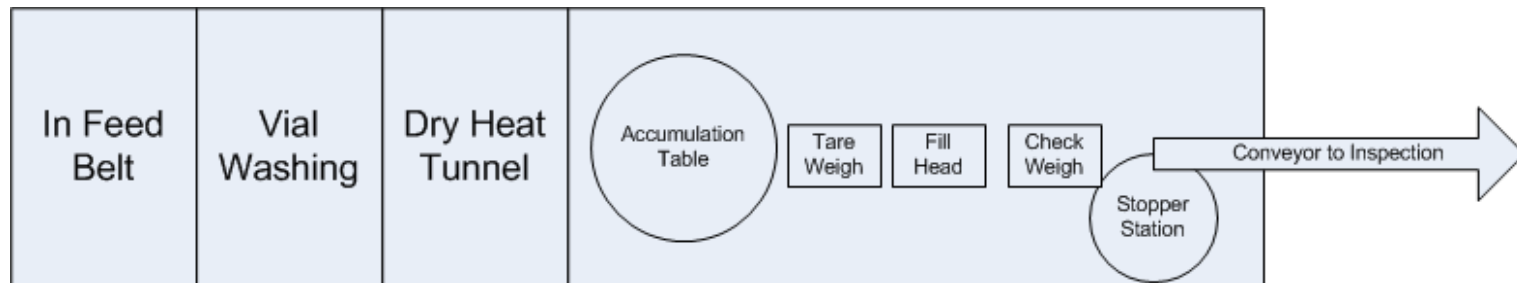 In Feed
Belt
Vial
Washing
Dry Heat
Tunnel
Accumulation
Table
Tare
Weigh
Fill
Head
Check
Weigh
Stopper
Station
Conveyor to Inspection